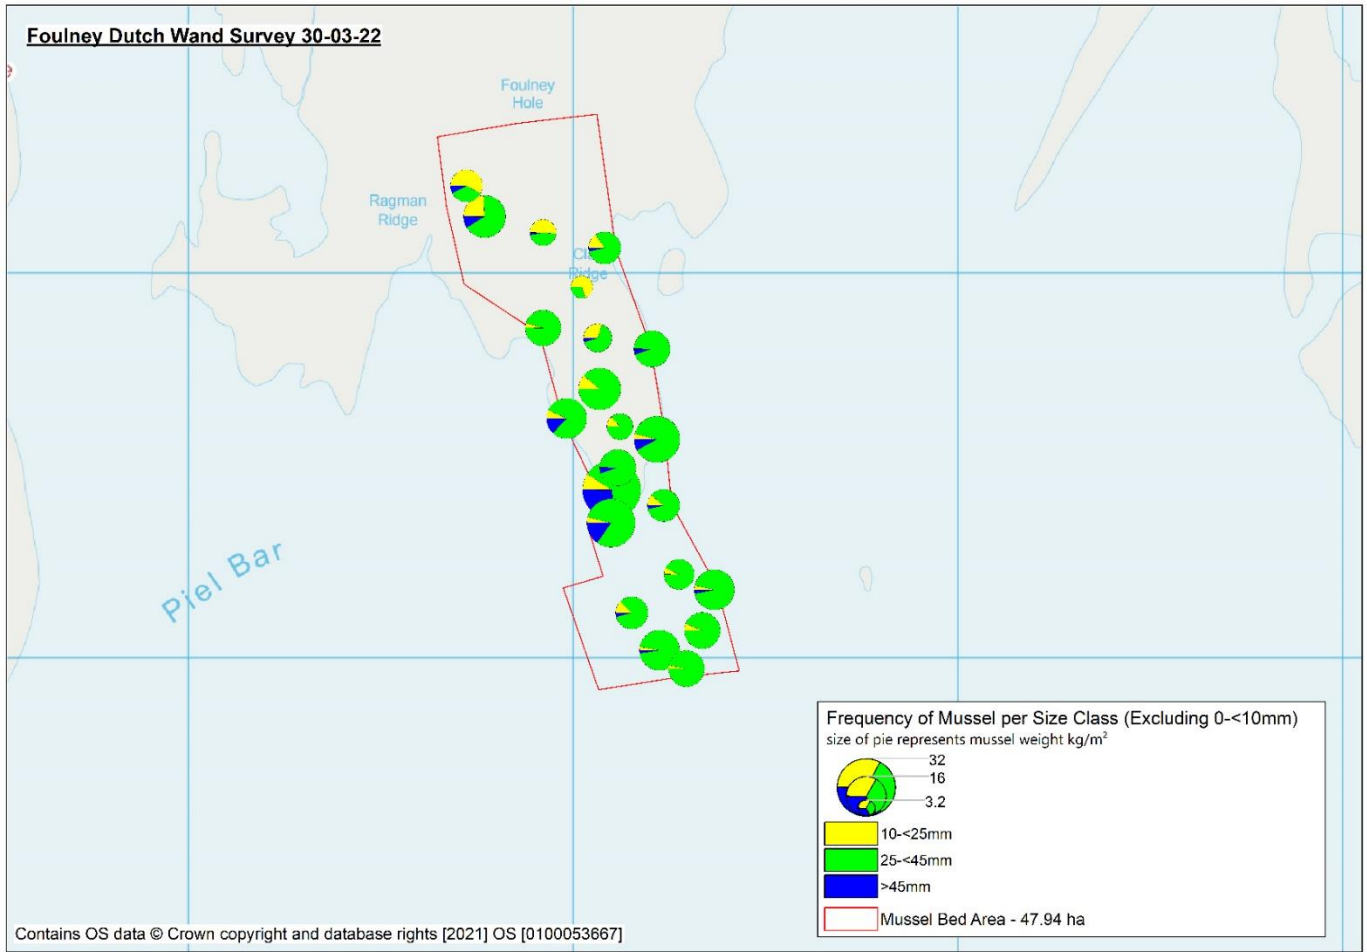 Foulney Dutch Wand Survey 30-03-22
Foulney
Hole
Ragman
Ridge
Ridge
Piel Bar
Frequency of Mussel per Size Class (Excluding 0-<10mm)
size of pie represents mussel weight kg/m²
32
16
3.2
10-<25mm
25-<45mm
>45mm
Mussel Bed Area - 47.94 ha
Contains OS data © Crown copyright and database rights [2021] OS [0100053667]